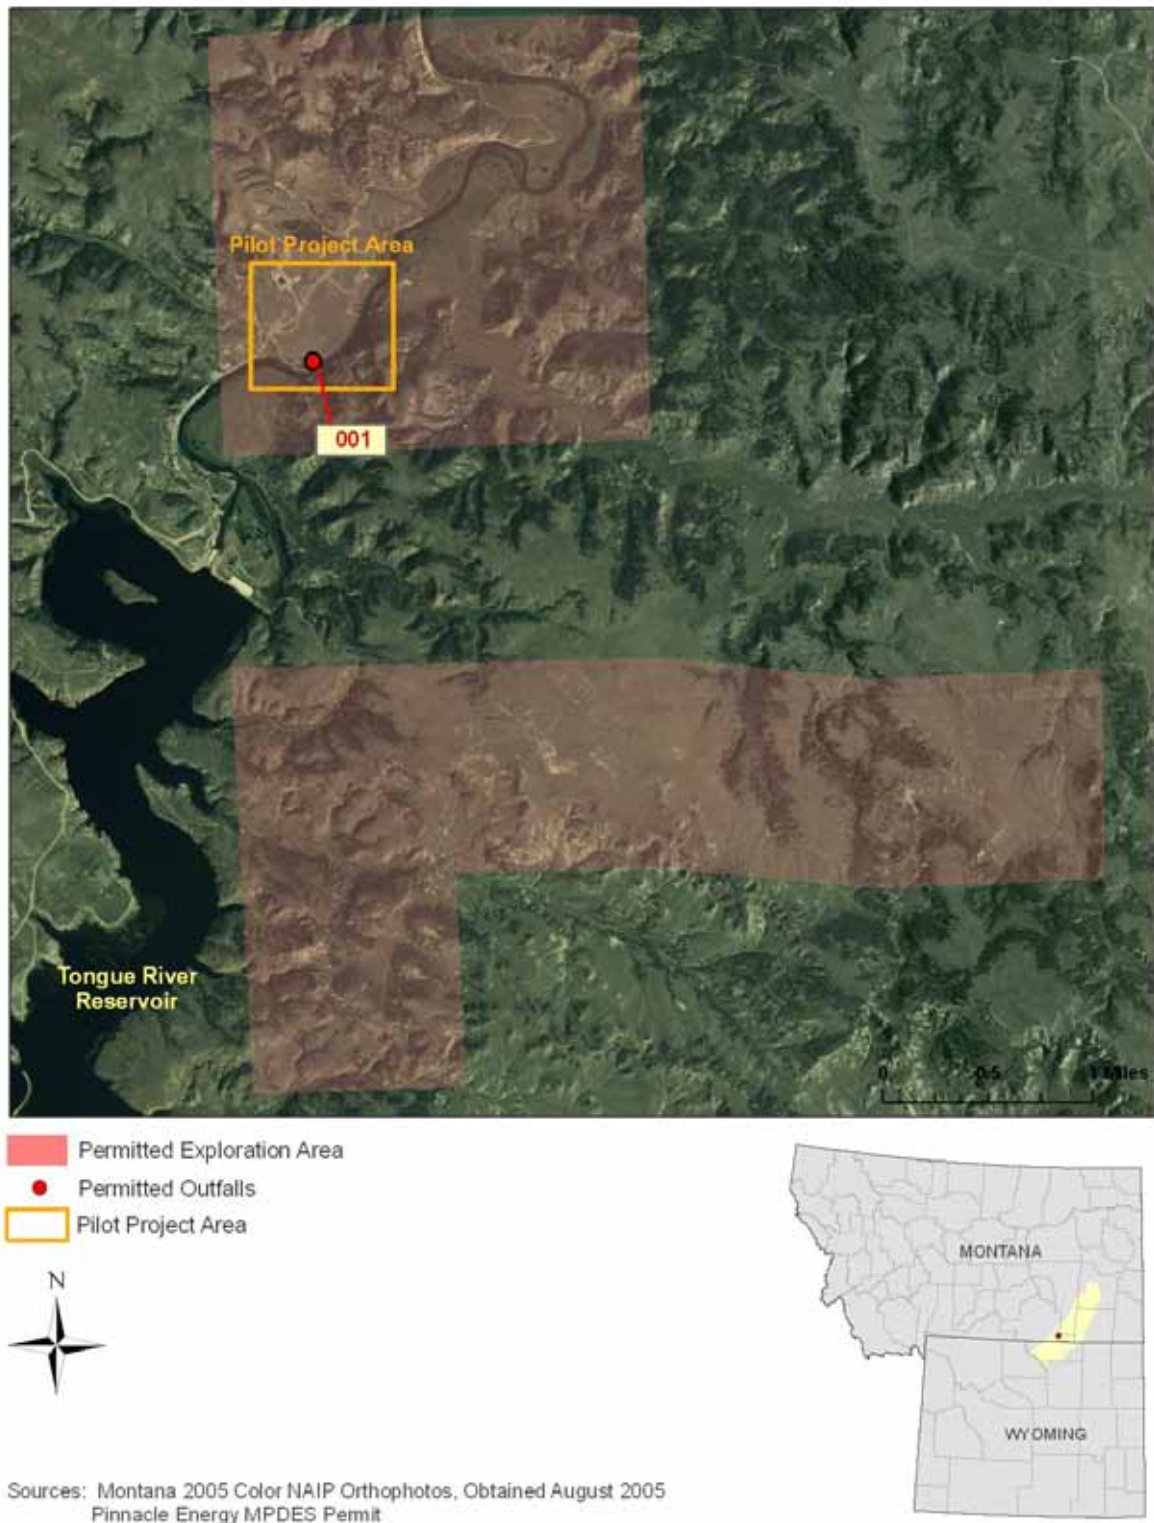 Pilot Project Area
001
Tongue River
Reservoir
0 0.5 1 Miles
Permitted Exploration Area
Permitted Outfalls
Pilot Project Area
N
MONTANA
WYOMING
Sources: Montana 2005 Color NAIP Orthophotos, Obtained August 2005
Pinnacle Energy MPDES Permit